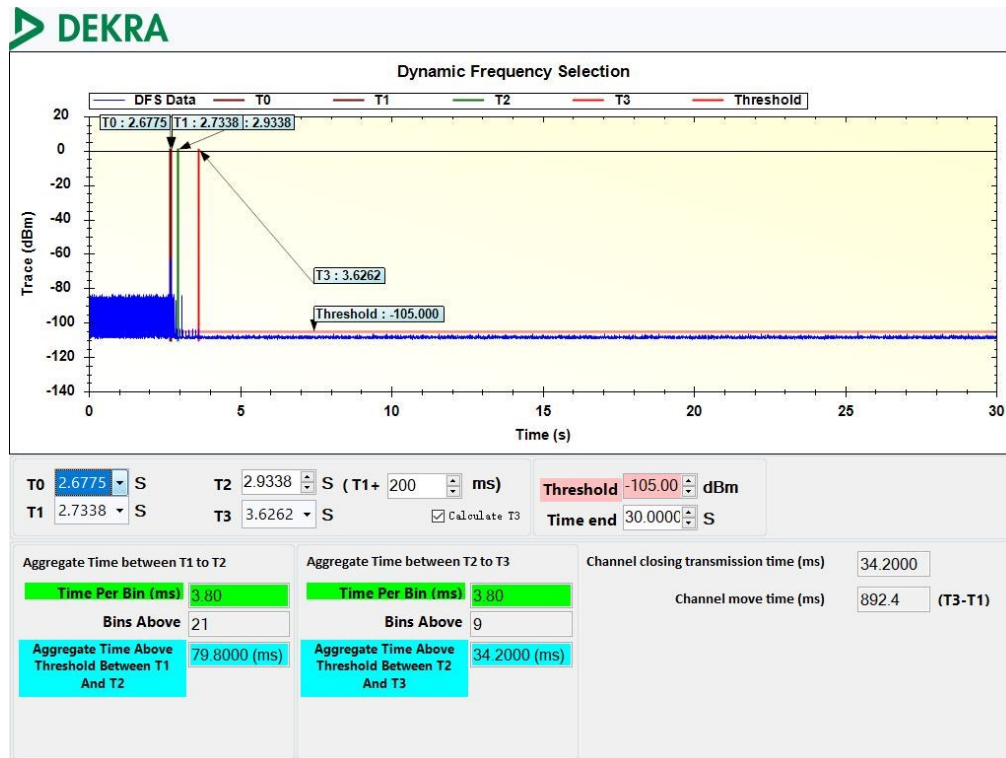 DEKRA
Dynamic Frequency Selection
DFS Data T0 T1 T2 T3 Threshold
T0 : 2.6775 T1 : 2.7338 : 2.9338
T3 : 3.6262
Threshold : -105.000
Trace (dBm)
20
0
-20
-40
-60
-80
-100
-120
-140
0 5 10 15 20 25 30
Time (s)
T0 2.6775 S T2 2.9338 S ( T1+ 200 ms) Threshold -105.00 dBm
T1 2.7338 S T3 3.6262 S Calculate T3 Time end 30.0000 S
Aggregate Time between T1 to T2
Time Per Bin (ms) 3.80
Bins Above 21
Aggregate Time Above
Threshold Between T1
And T2
79.8000 (ms)
Aggregate Time between T2 to T3
Time Per Bin (ms) 3.80
Bins Above 9
Aggregate Time Above
Threshold Between T2
And T3
34.2000 (ms)
Channel closing transmission time (ms) 34.2000
Channel move time (ms) 892.4 (T3-T1)